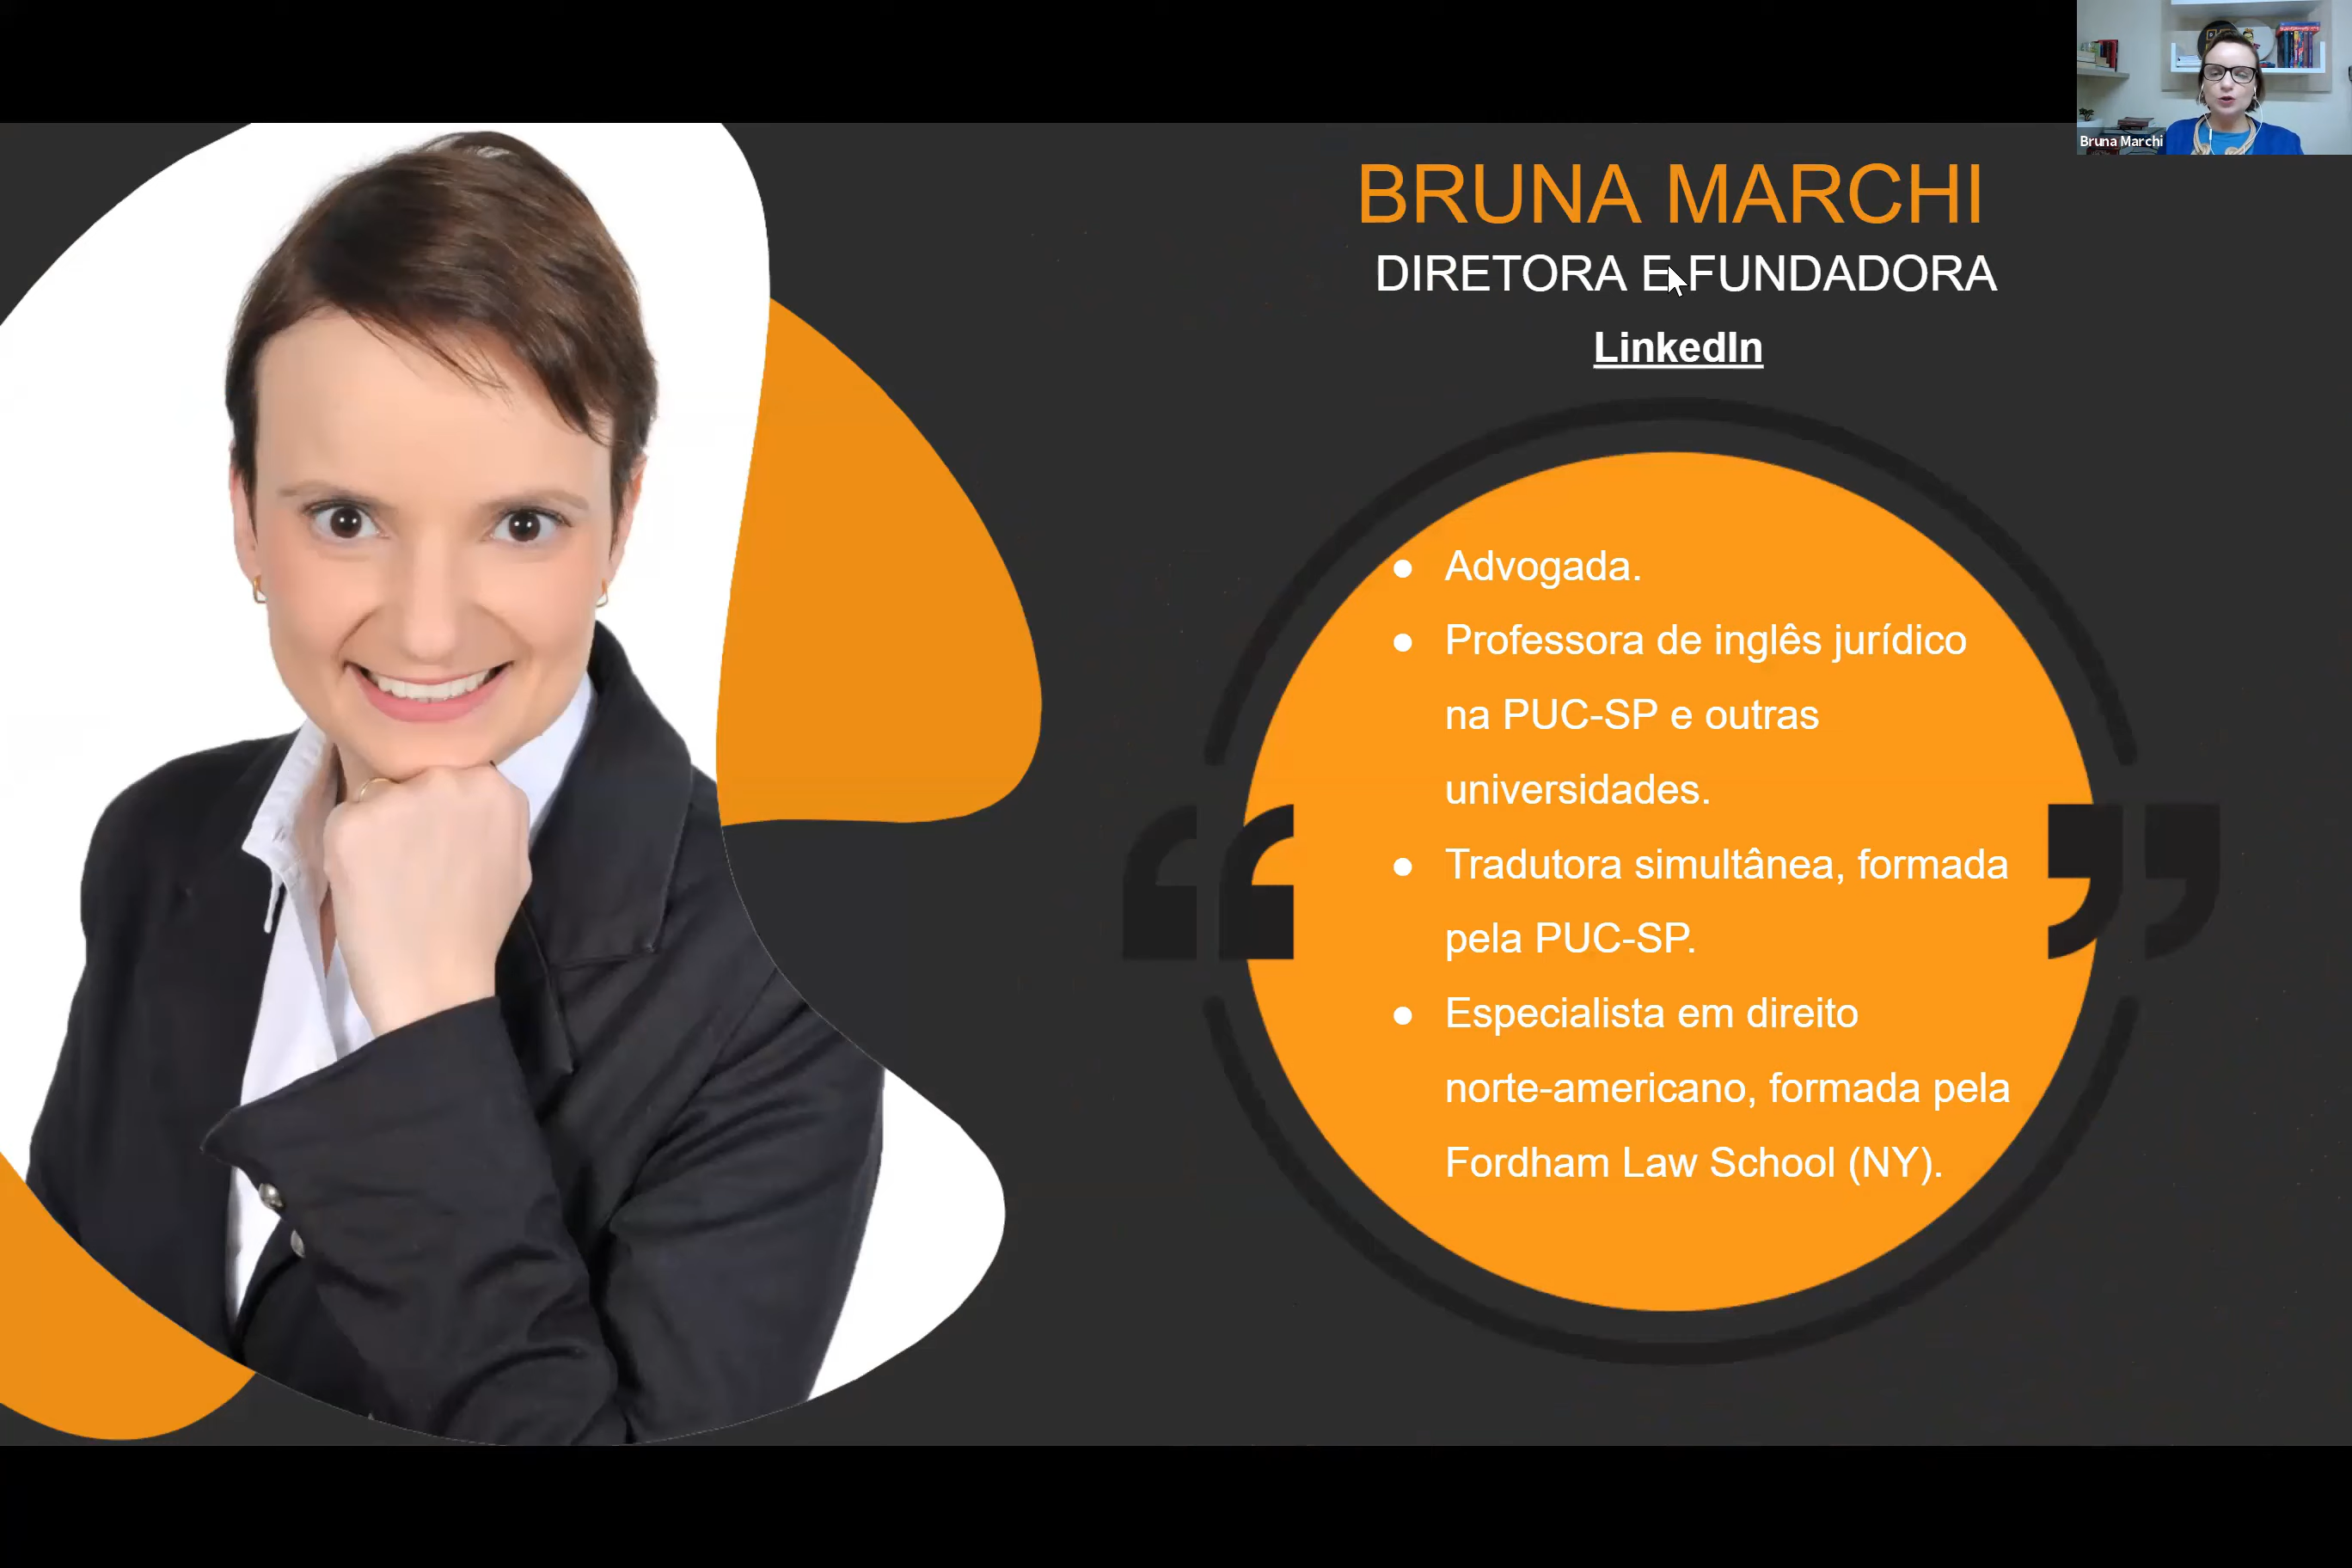 Bruna Marchi
BRUNA MARCHI
DIRETORA E FUNDADORA
LinkedIn
● Advogada.
● Professora de inglês jurídico
na PUC-SP e outras
universidades.
● Tradutora simultânea, formada
pela PUC-SP.
● Especialista em direito
norte-americano, formada pela
Fordham Law School (NY).